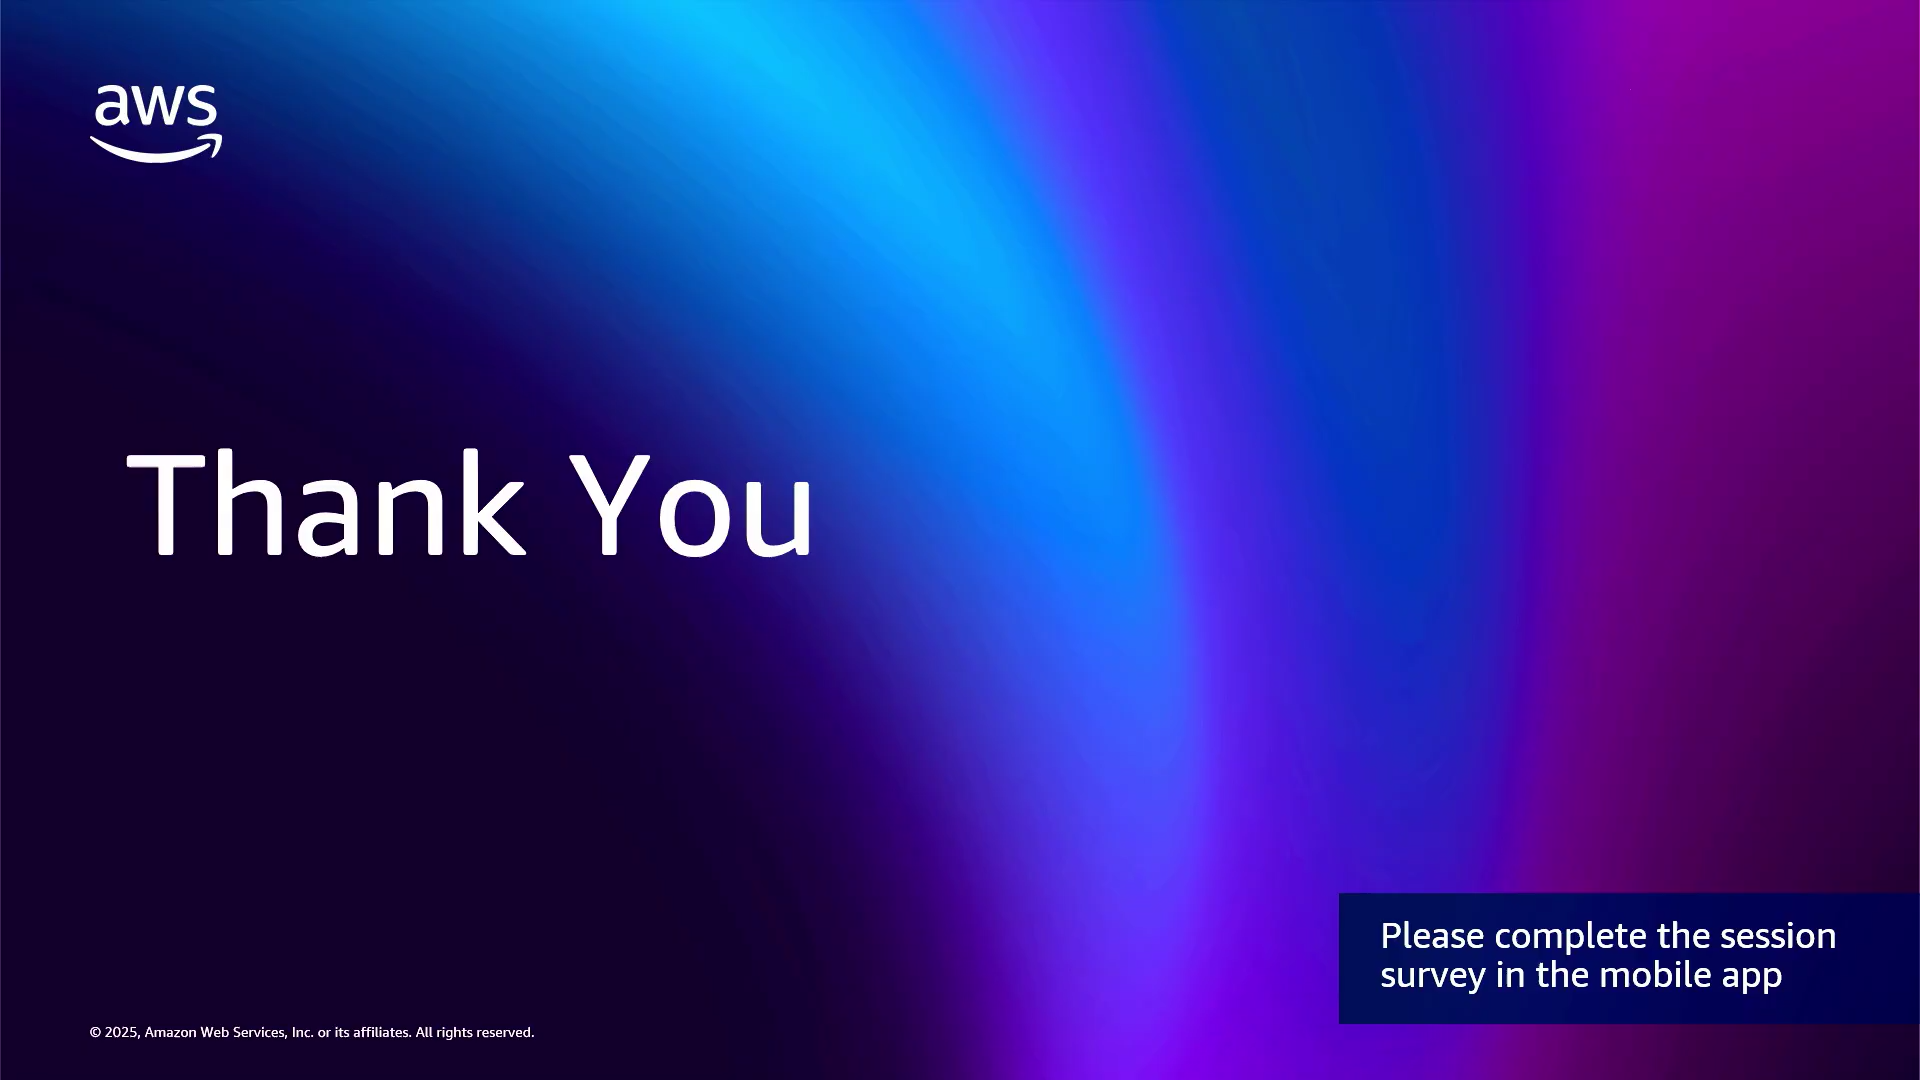 aws
Thank You
Please complete the session
survey in the mobile app
© 2025, Amazon Web Services, Inc. or its affiliates. All rights reserved.